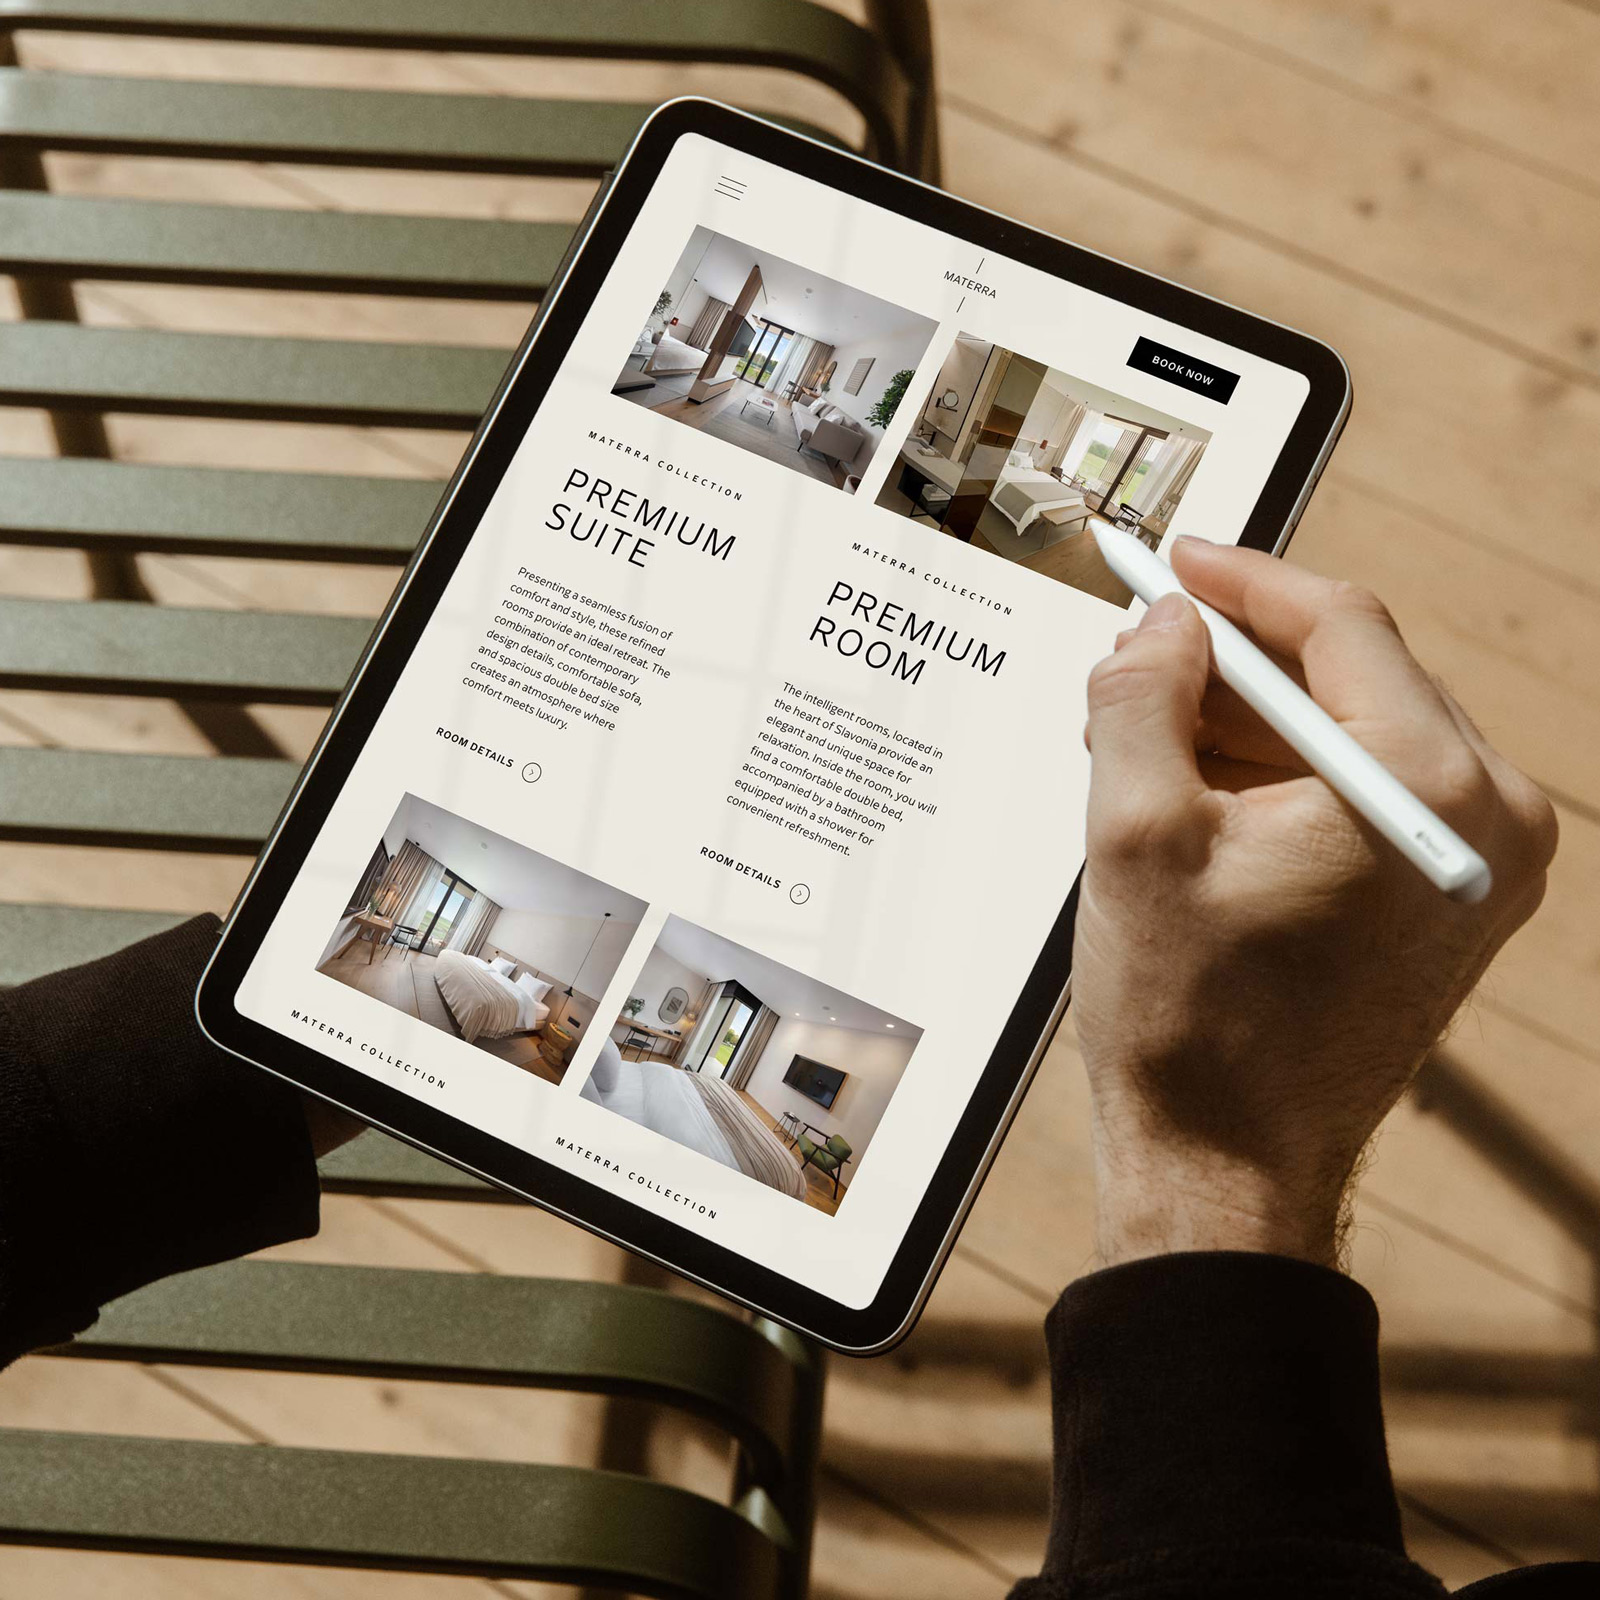 MATERRA
BOOK NOW
MATERRA COLLECTION
PREMIUM
SUITE
Presenting a seamless fusion of
comfort and style, these refined
rooms provide an ideal retreat. The
combination of contemporary
design details, comfortable sofa,
and spacious double bed size
creates an atmosphere where
comfort meets luxury.
ROOM DETAILS
MATERRA COLLECTION
PREMIUM
ROOM
The intelligent rooms, located in
the heart of Slavonia provide an
elegant and unique space for
relaxation. Inside the room, you will
find a comfortable double bed,
accompanied by a bathroom
equipped with a shower for
convenient refreshment.
ROOM DETAILS
MATERRA COLLECTION
MATERRA COLLECTION